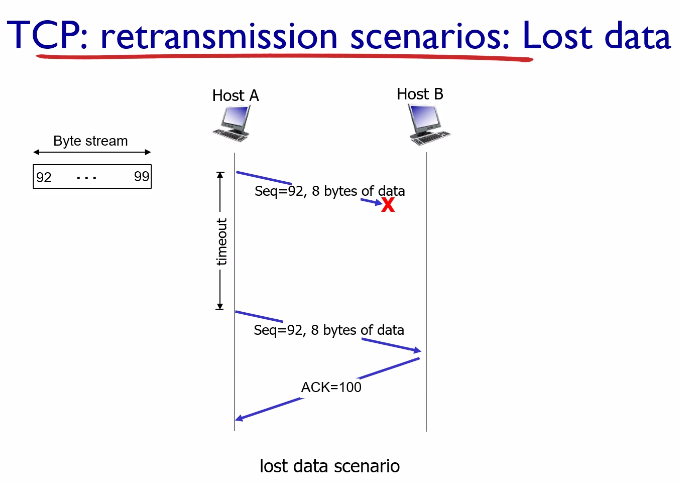 TCP: retransmission scenarios: Lost data
Host A
Host B
Byte stream
92 ... 99
Seq=92, 8 bytes of data
X
timeout
Seq=92, 8 bytes of data
ACK=100
lost data scenario